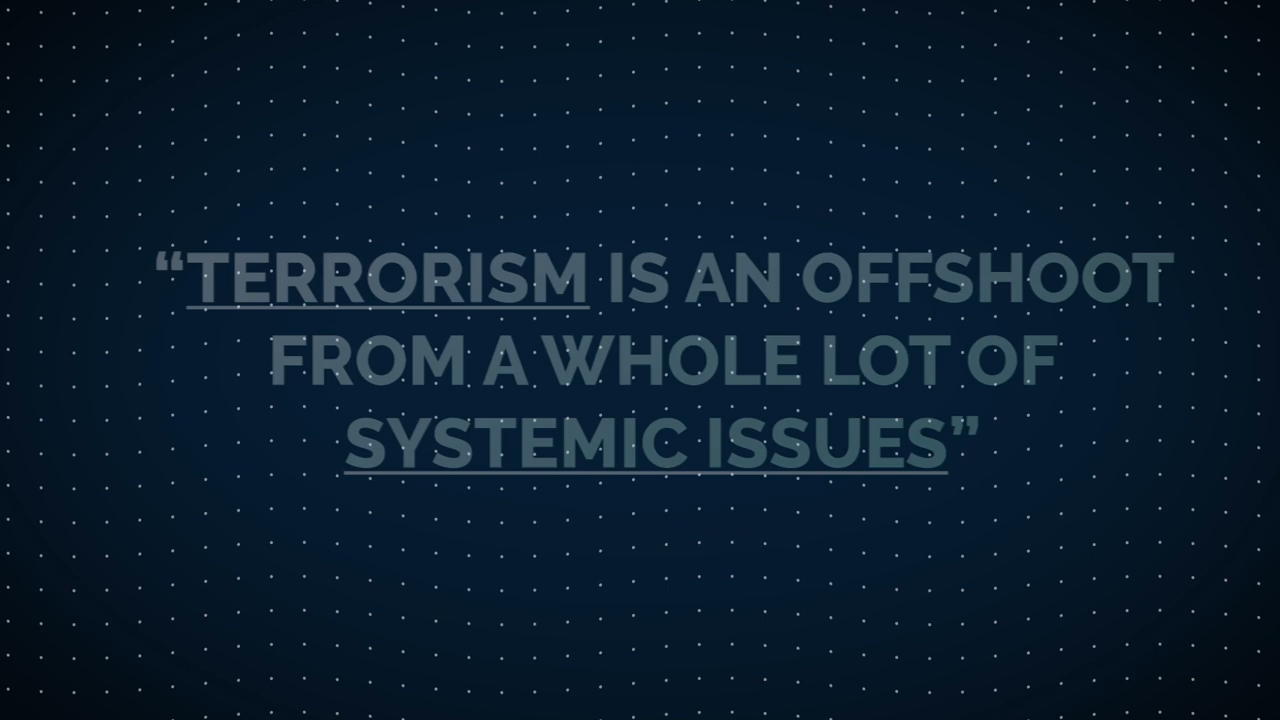 “TERRORISM IS AN OFFSHOOT
FROM A WHOLE LOT OF
SYSTEMIC ISSUES”